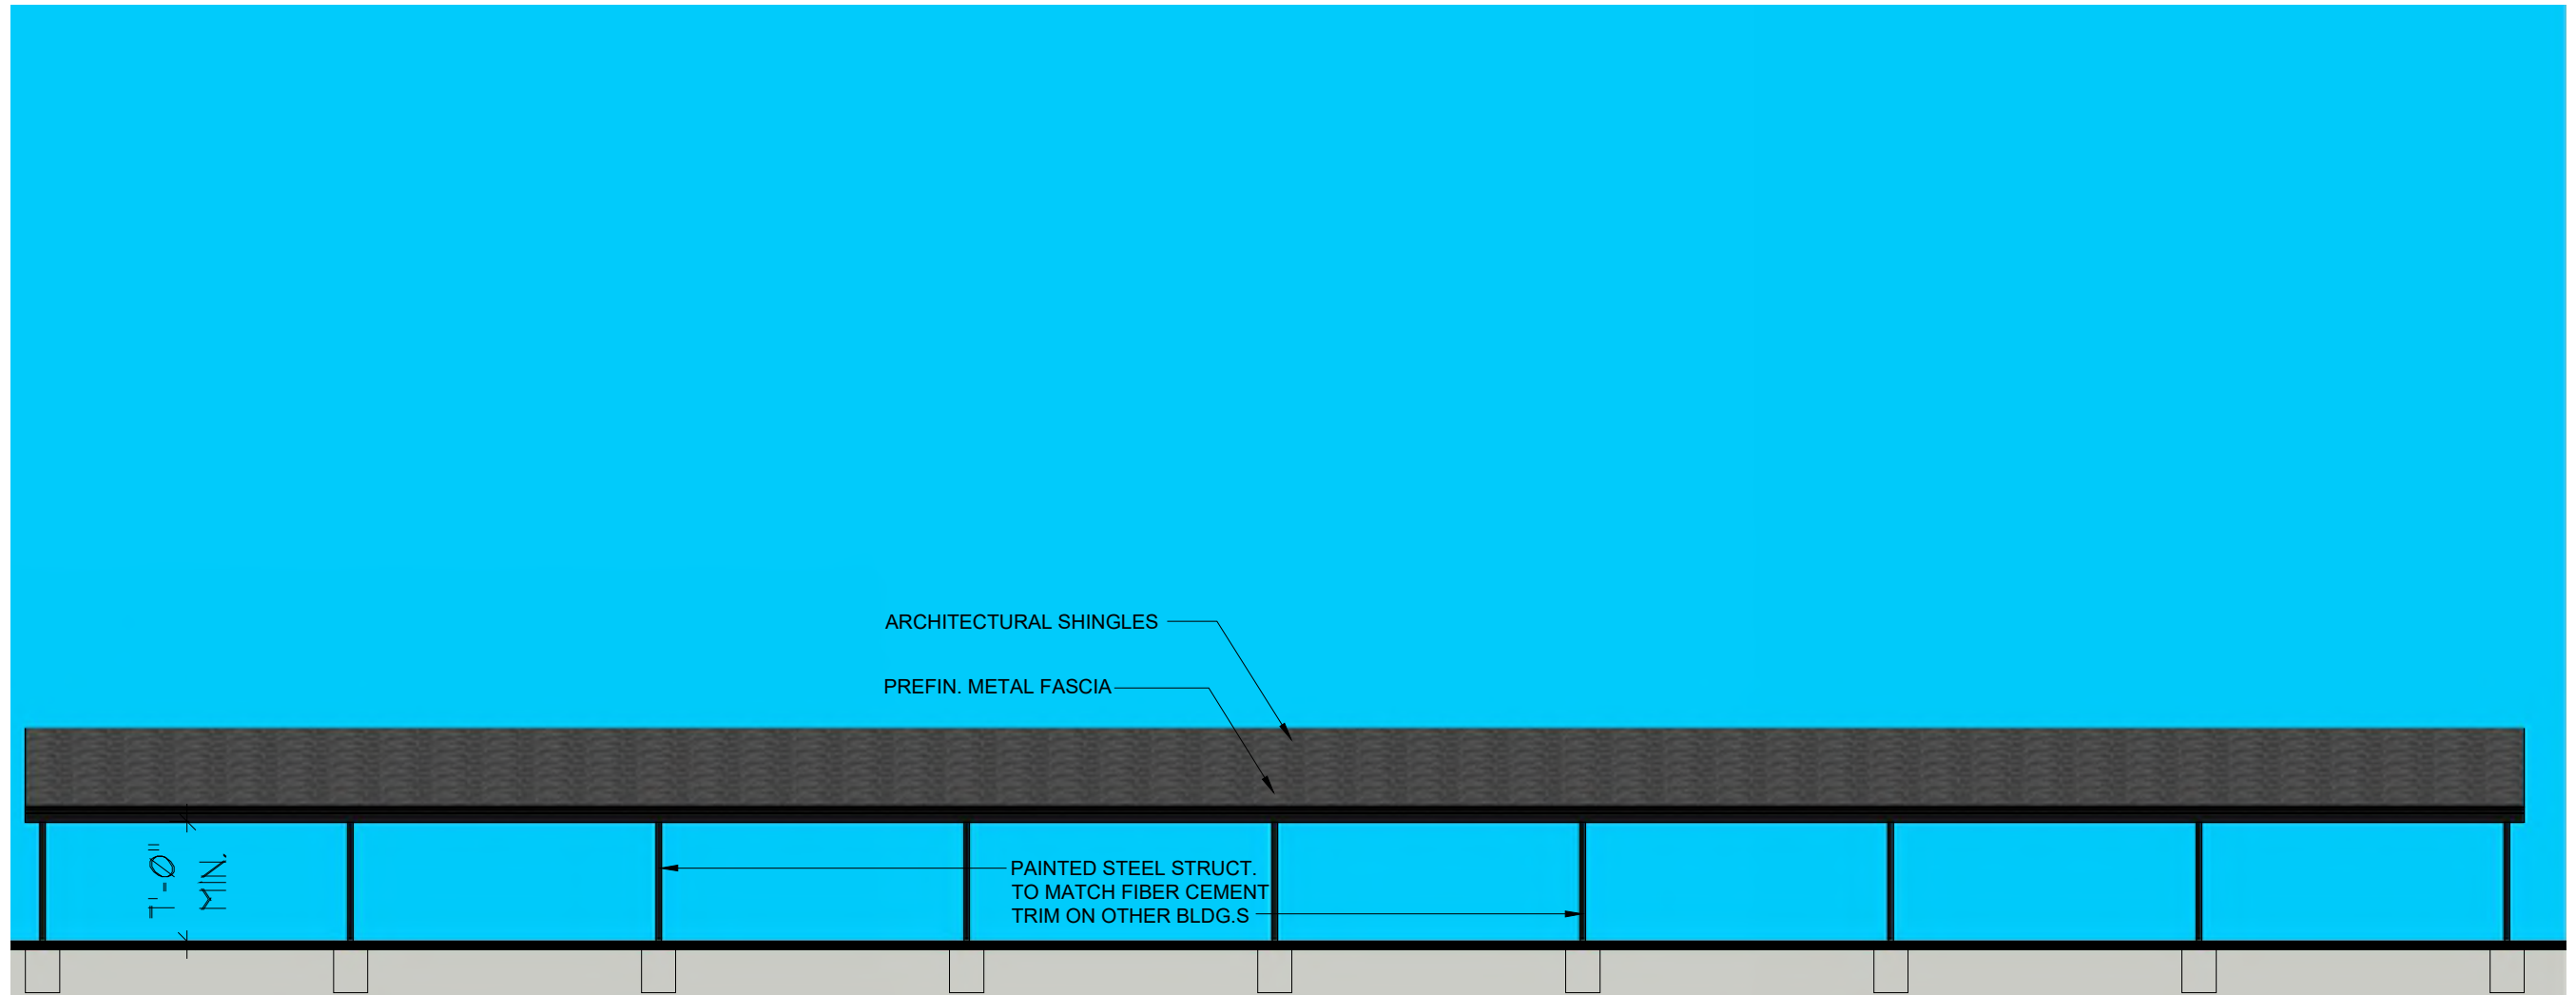 ARCHITECTURAL SHINGLES
PREFIN. METAL FASCIA
7'-0"
MIN.
PAINTED STEEL STRUCT.
TO MATCH FIBER CEMENT
TRIM ON OTHER BLDG.S